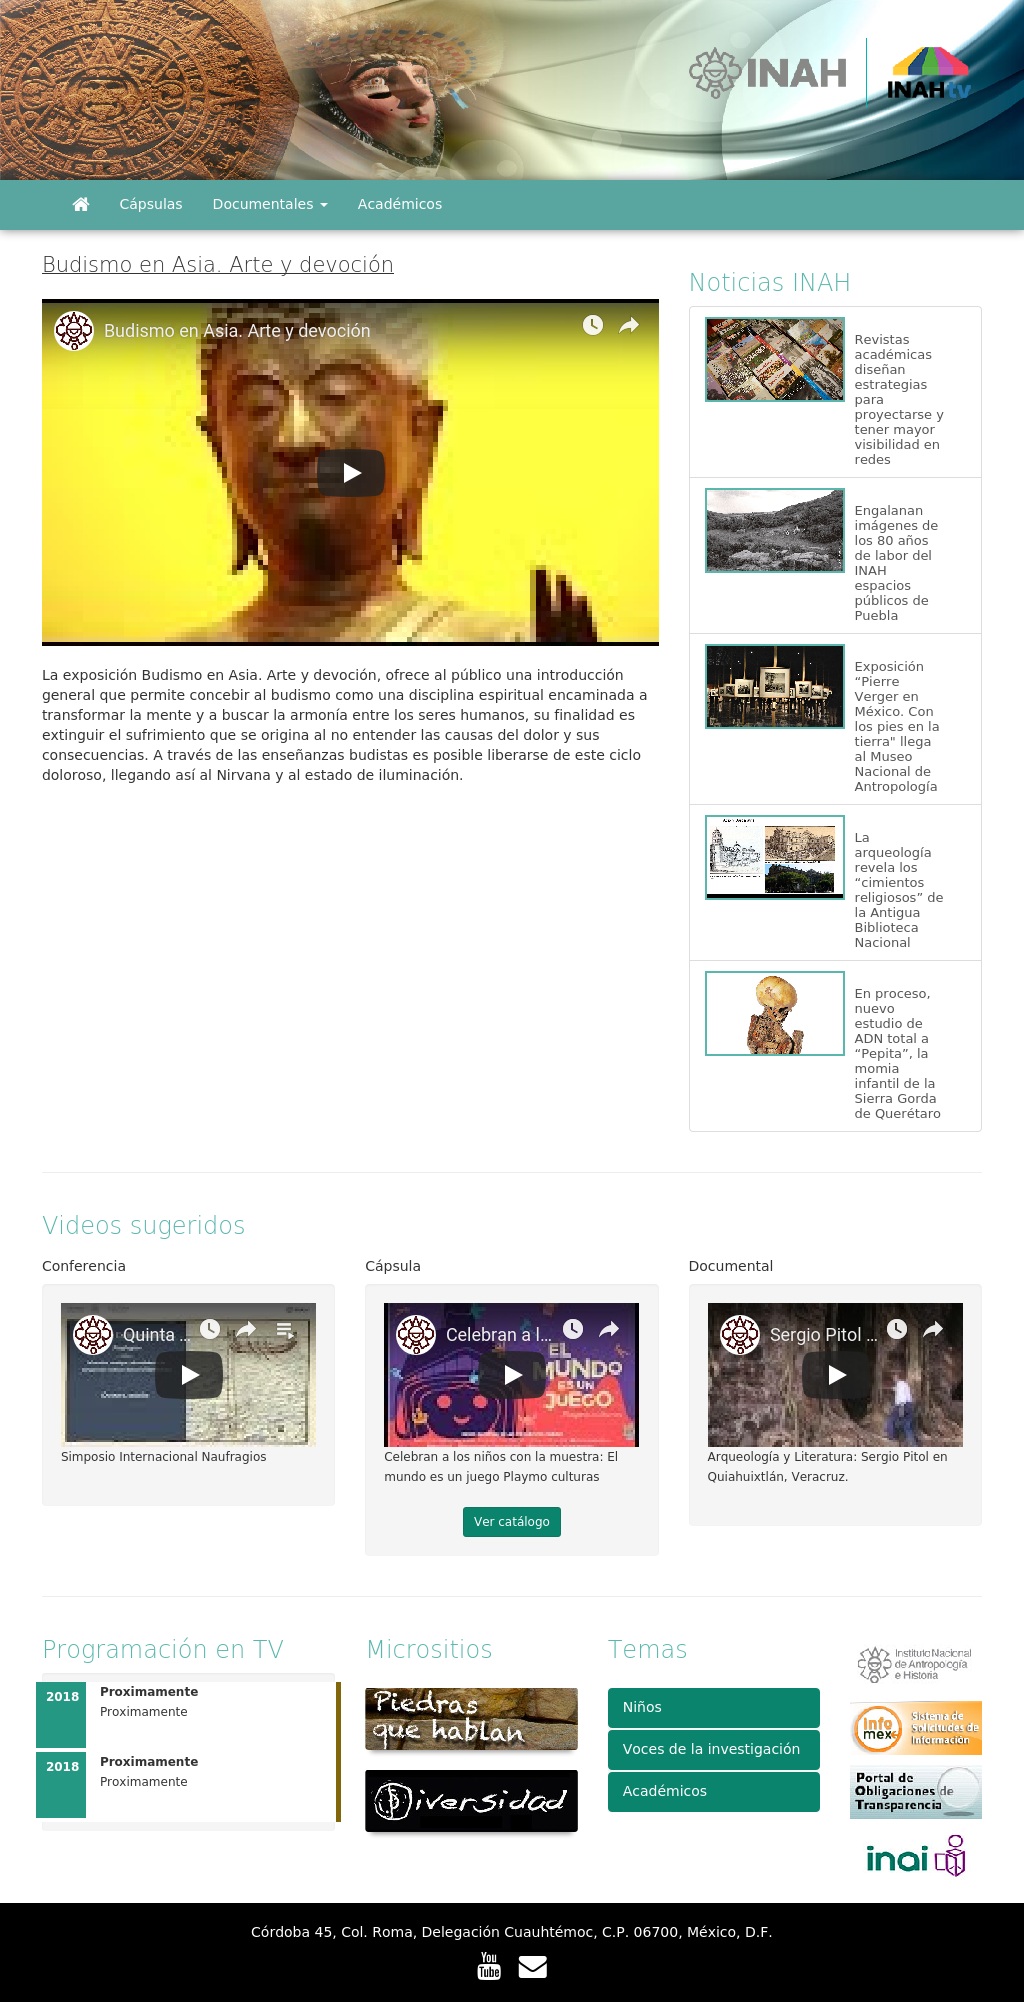 INAH
INAHtv
Cápsulas
Documentales
Académicos
Budismo en Asia. Arte y devoción
Budismo en Asia. Arte y devoción
La exposición Budismo en Asia. Arte y devoción, ofrece al público una introducción
general que permite concebir al budismo como una disciplina espiritual encaminada a
transformar la mente y a buscar la armonía entre los seres humanos, su finalidad es
extinguir el sufrimiento que se origina al no entender las causas del dolor y sus
consecuencias. A través de las enseñanzas budistas es posible liberarse de este ciclo
doloroso, llegando así al Nirvana y al estado de iluminación.
Noticias INAH
Revistas
académicas
diseñan
estrategias
para
proyectarse y
tener mayor
visibilidad en
redes
Engalanan
imágenes de
los 80 años
de labor del
INAH
espacios
públicos de
Puebla
Exposición
“Pierre
Verger en
México. Con
los pies en la
tierra" llega
al Museo
Nacional de
Antropología
La
arqueología
revela los
“cimientos
religiosos” de
la Antigua
Biblioteca
Nacional
En proceso,
nuevo
estudio de
ADN total a
“Pepita”, la
momia
infantil de la
Sierra Gorda
de Querétaro
Videos sugeridos
Conferencia
Quinta ...
Simposio Internacional Naufragios
Cápsula
Celebran a l...
EL
MUNDO
ES UN
JUEGO
Celebran a los niños con la muestra: El
mundo es un juego Playmo culturas
Ver catálogo
Documental
Sergio Pitol ...
Arqueología y Literatura: Sergio Pitol en
Quiahuixtlán, Veracruz.
Programación en TV
2018
Proximamente
Proximamente
2018
Proximamente
Proximamente
Micrositios
Piedras
que hablan
Diversidad
Temas
Niños
Voces de la investigación
Académicos
Instituto Nacional
de Antropología
e Historia
Info
mex
Sistema de
Solicitudes de
Información
Portal de
Obligaciones de
Transparencia
inai
Córdoba 45, Col. Roma, Delegación Cuauhtémoc, C.P. 06700, México, D.F.
You
Tube